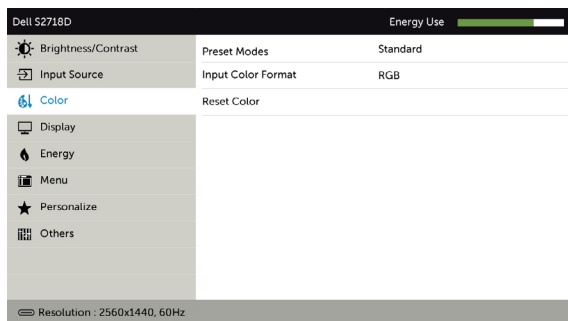 Dell S2718D Energy Use
Brightness/Contrast Preset Modes Standard
Input Source Input Color Format RGB
Color Reset Color
Display
Energy
Menu
Personalize
Others
Resolution : 2560x1440, 60Hz